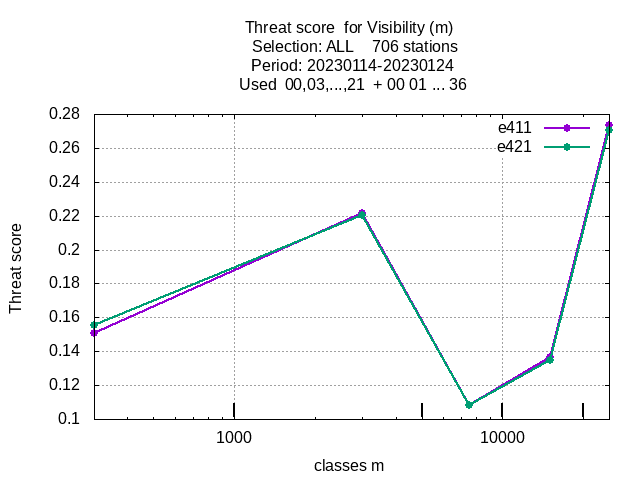 Threat score  for Visibility (m)
Selection: ALL    706 stations
Period: 20230114-20230124
Used  00,03,...,21  + 00 01 ... 36
0.28
0.26
0.24
0.22
0.2
0.18
0.16
0.14
0.12
0.1
Threat score
e411
e421
1000
10000
classes m